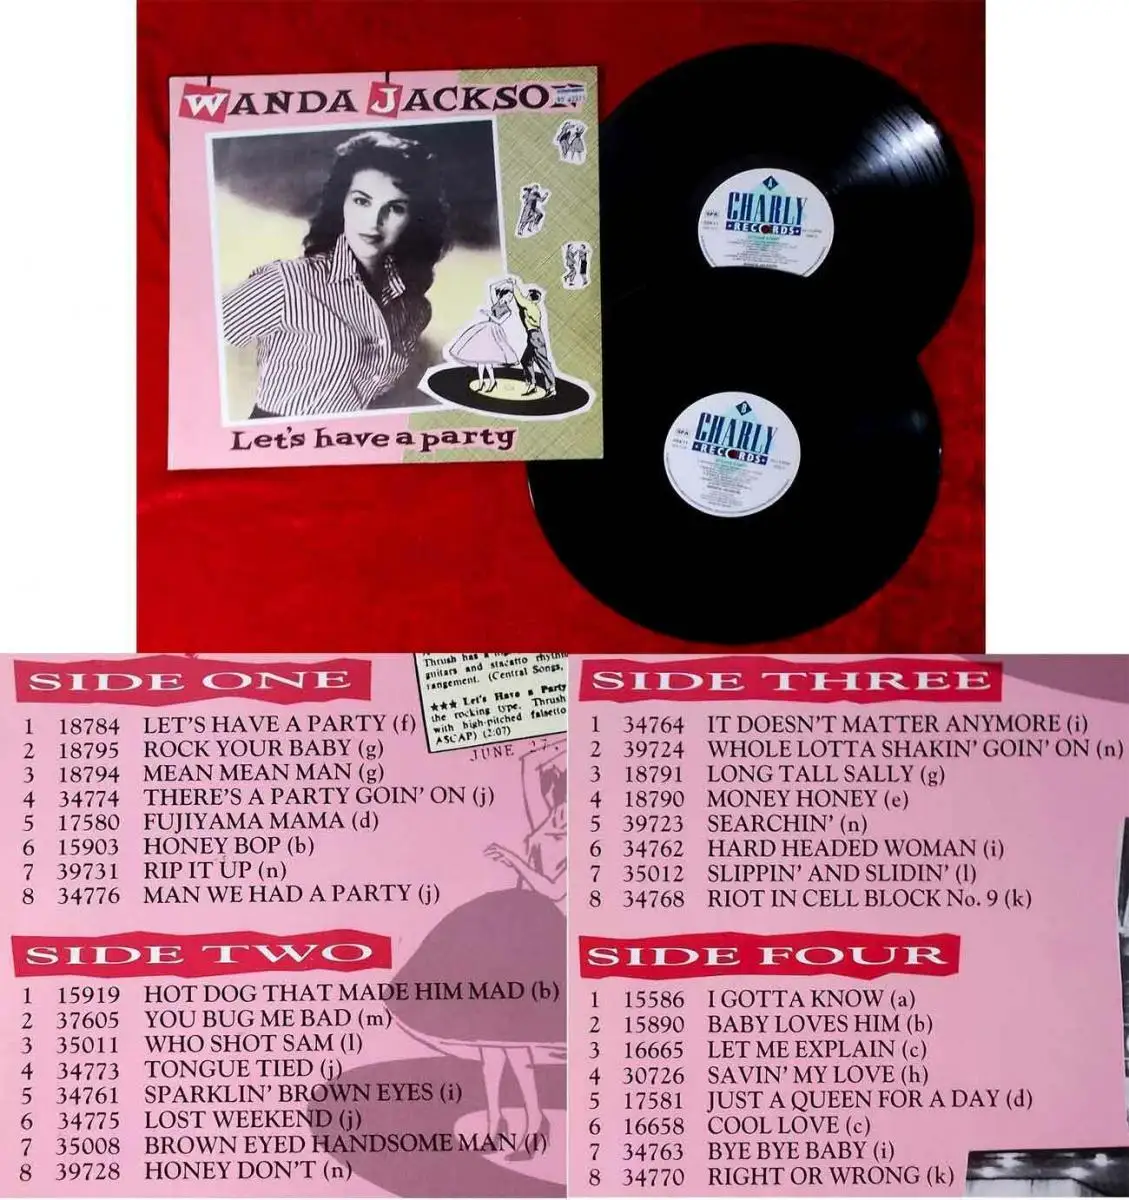 WANDA JACKSON
Let's have a party
A
CHARLY
RECORDS
B
CHARLY
RECORDS
SIDE ONE
1 18784 LET'S HAVE A PARTY (f)
2 18795 ROCK YOUR BABY (g)
3 18794 MEAN MEAN MAN (g)
4 34774 THERE'S A PARTY GOIN' ON (j)
5 17580 FUJIYAMA MAMA (d)
6 15903 HONEY BOP (b)
7 39731 RIP IT UP (n)
8 34776 MAN WE HAD A PARTY (j)
Thrush has a
guitars and staccato rhythm
rangement. (Central Songs,
★★★ Let's Have a Party
the rocking type. Thrush
with high-pitched falsetto
ASCAP) (2:07)
JUNE 27,
SIDE TWO
1 15919 HOT DOG THAT MADE HIM MAD (b)
2 37605 YOU BUG ME BAD (m)
3 35011 WHO SHOT SAM (l)
4 34773 TONGUE TIED (j)
5 34761 SPARKLIN' BROWN EYES (i)
6 34775 LOST WEEKEND (j)
7 35008 BROWN EYED HANDSOME MAN (l)
8 39728 HONEY DON'T (n)
SIDE THREE
1 34764 IT DOESN'T MATTER ANYMORE (i)
2 39724 WHOLE LOTTA SHAKIN' GOIN' ON (n)
3 18791 LONG TALL SALLY (g)
4 18790 MONEY HONEY (e)
5 39723 SEARCHIN' (n)
6 34762 HARD HEADED WOMAN (i)
7 35012 SLIPPIN' AND SLIDIN' (l)
8 34768 RIOT IN CELL BLOCK No. 9 (k)
SIDE FOUR
1 15586 I GOTTA KNOW (a)
2 15890 BABY LOVES HIM (b)
3 16665 LET ME EXPLAIN (c)
4 30726 SAVIN' MY LOVE (h)
5 17581 JUST A QUEEN FOR A DAY (d)
6 16658 COOL LOVE (c)
7 34763 BYE BYE BABY (i)
8 34770 RIGHT OR WRONG (k)